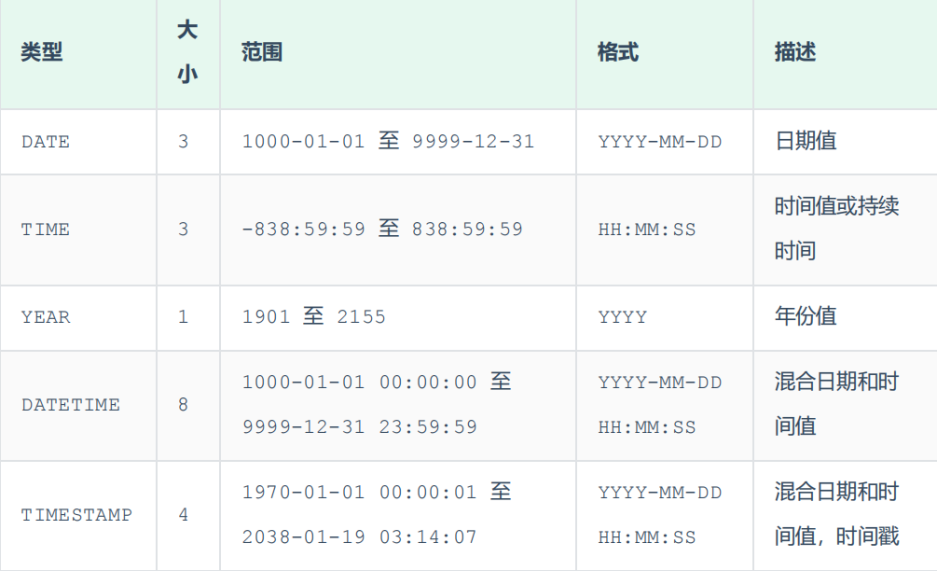 类型 大小 范围 格式 描述
DATE 3 1000-01-01 至 9999-12-31 YYYY-MM-DD 日期值
TIME 3 -838:59:59 至 838:59:59 HH:MM:SS 时间值或持续
时间
YEAR 1 1901 至 2155 YYYY 年份值
DATETIME 8 1000-01-01 00:00:00 至 YYYY-MM-DD 混合日期和时
9999-12-31 23:59:59 HH:MM:SS 间值
TIMESTAMP 4 1970-01-01 00:00:01 至 YYYY-MM-DD 混合日期和时
2038-01-19 03:14:07 HH:MM:SS 间值，时间戳